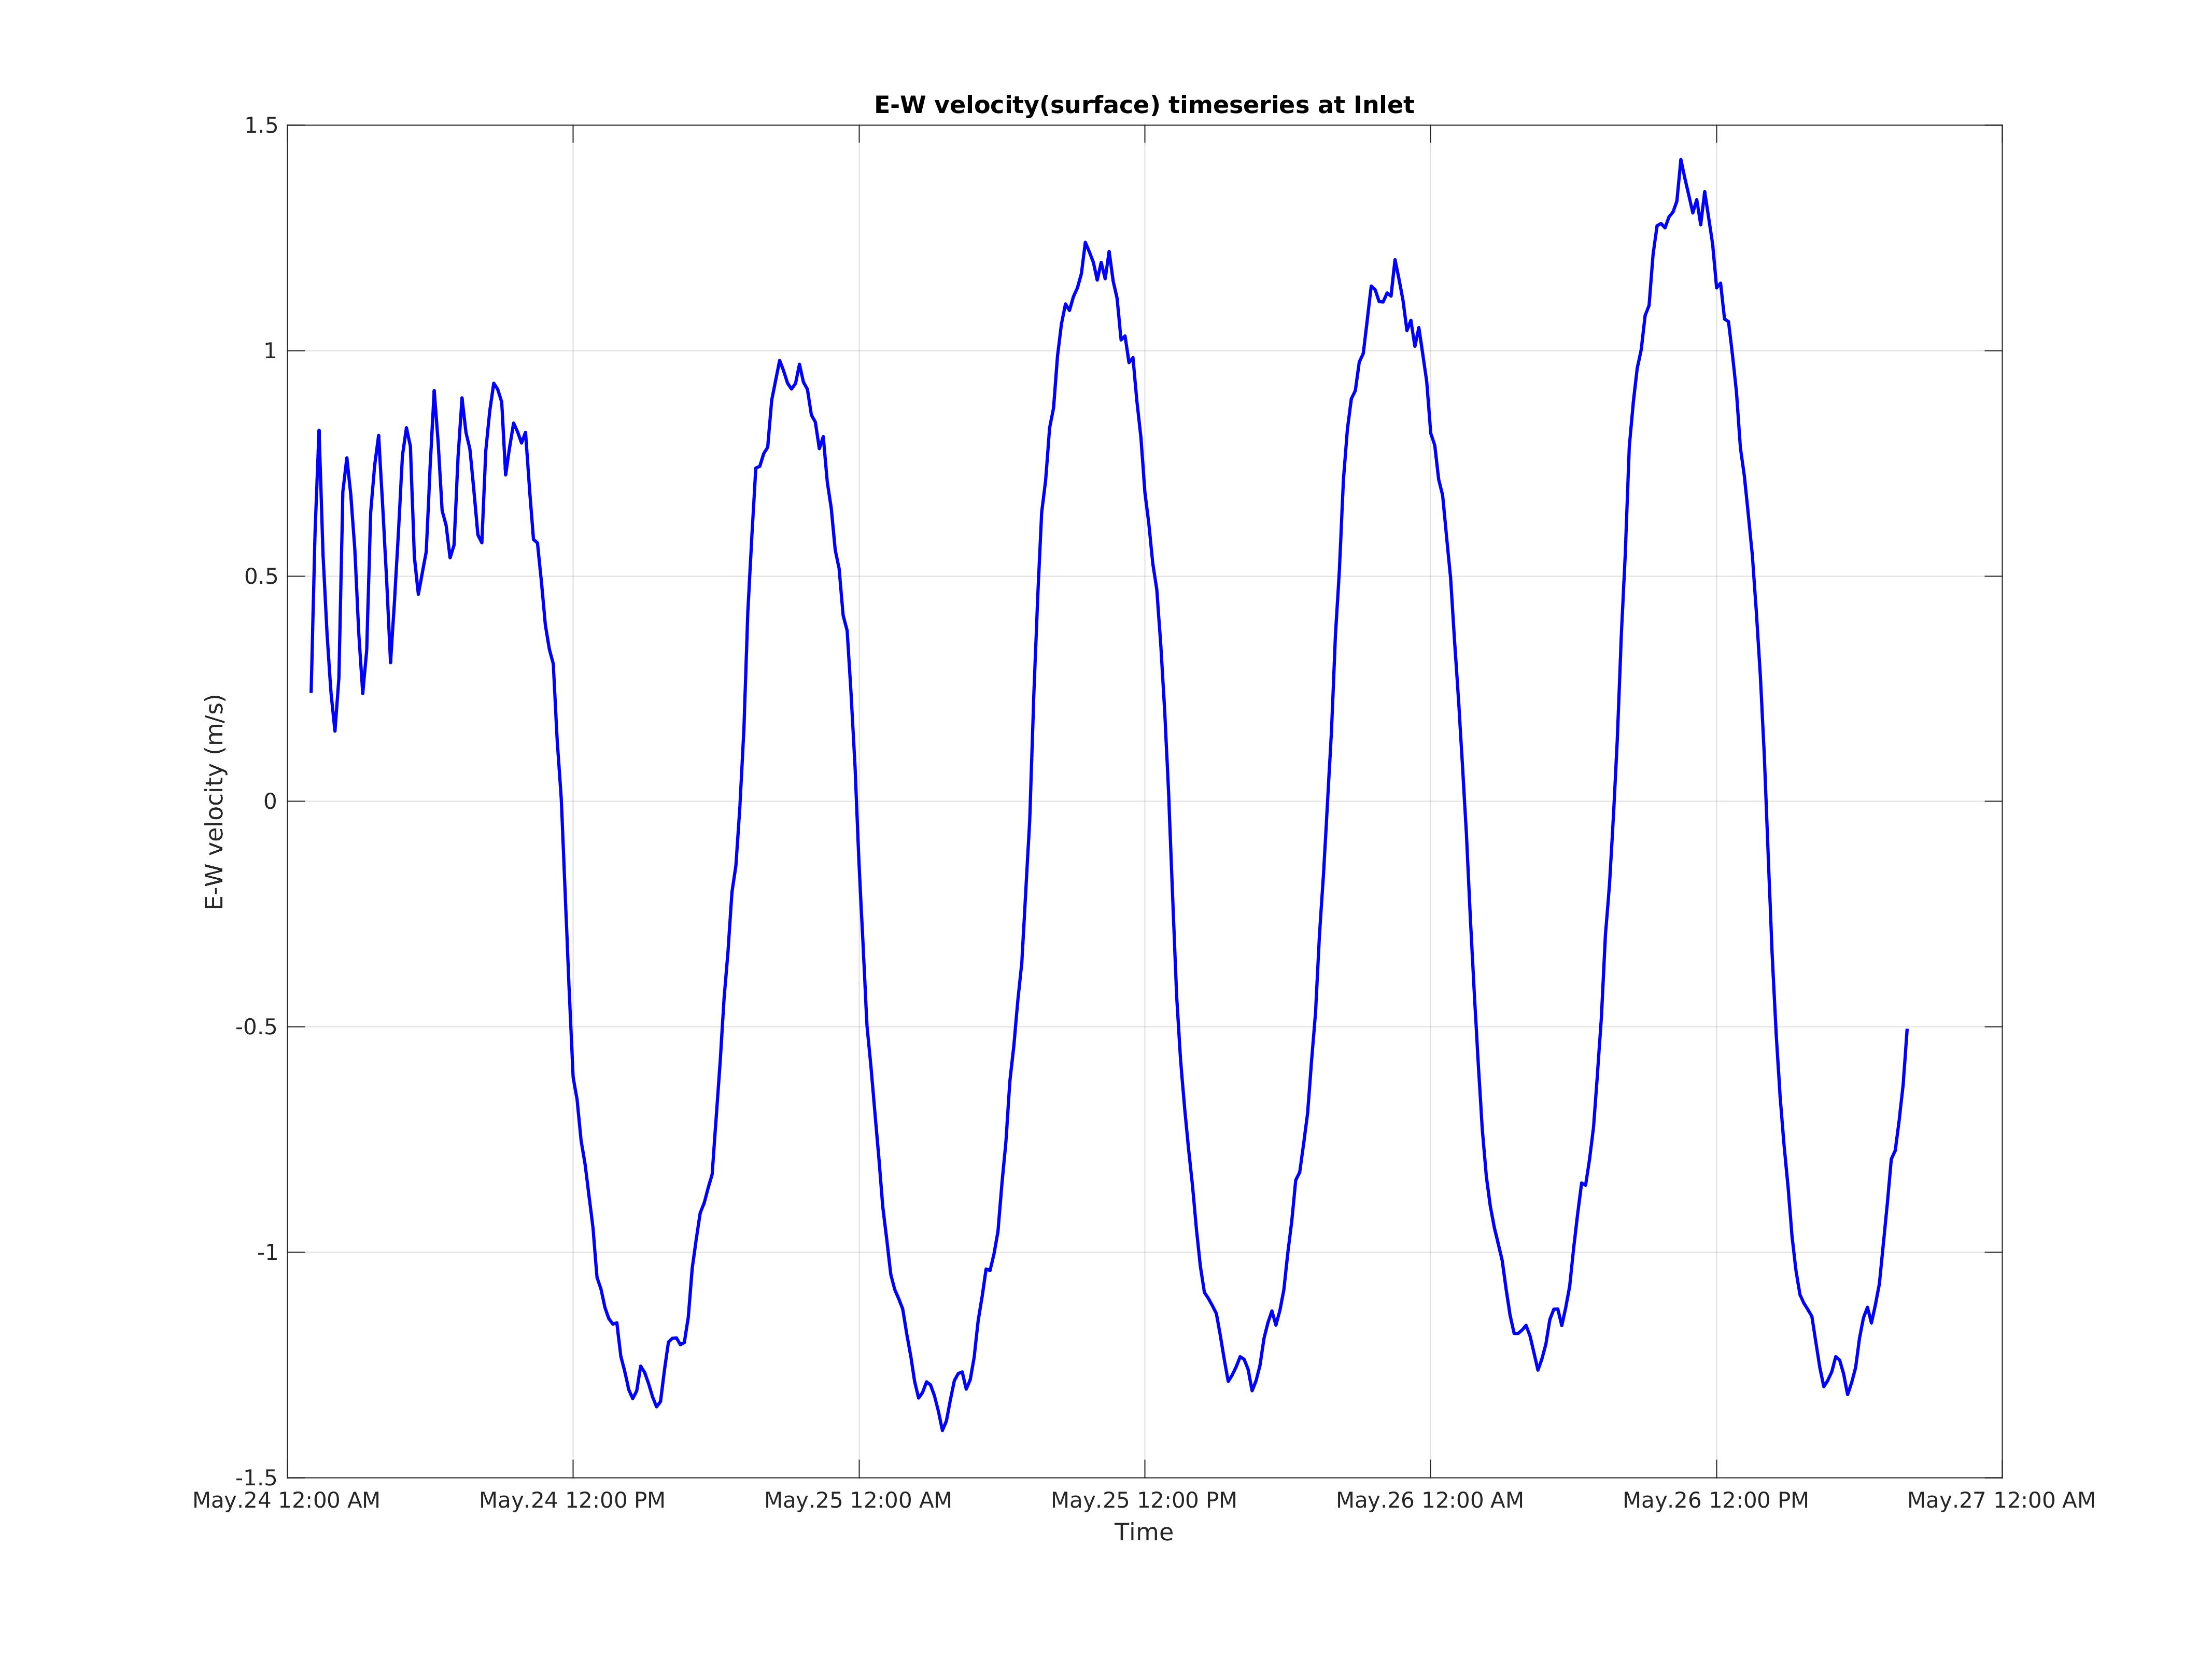 E-W velocity(surface) timeseries at Inlet
1.5
1
0.5
0
-0.5
-1
-1.5
E-W velocity (m/s)
May.24 12:00 AM May.24 12:00 PM May.25 12:00 AM May.25 12:00 PM May.26 12:00 AM May.26 12:00 PM May.27 12:00 AM
Time